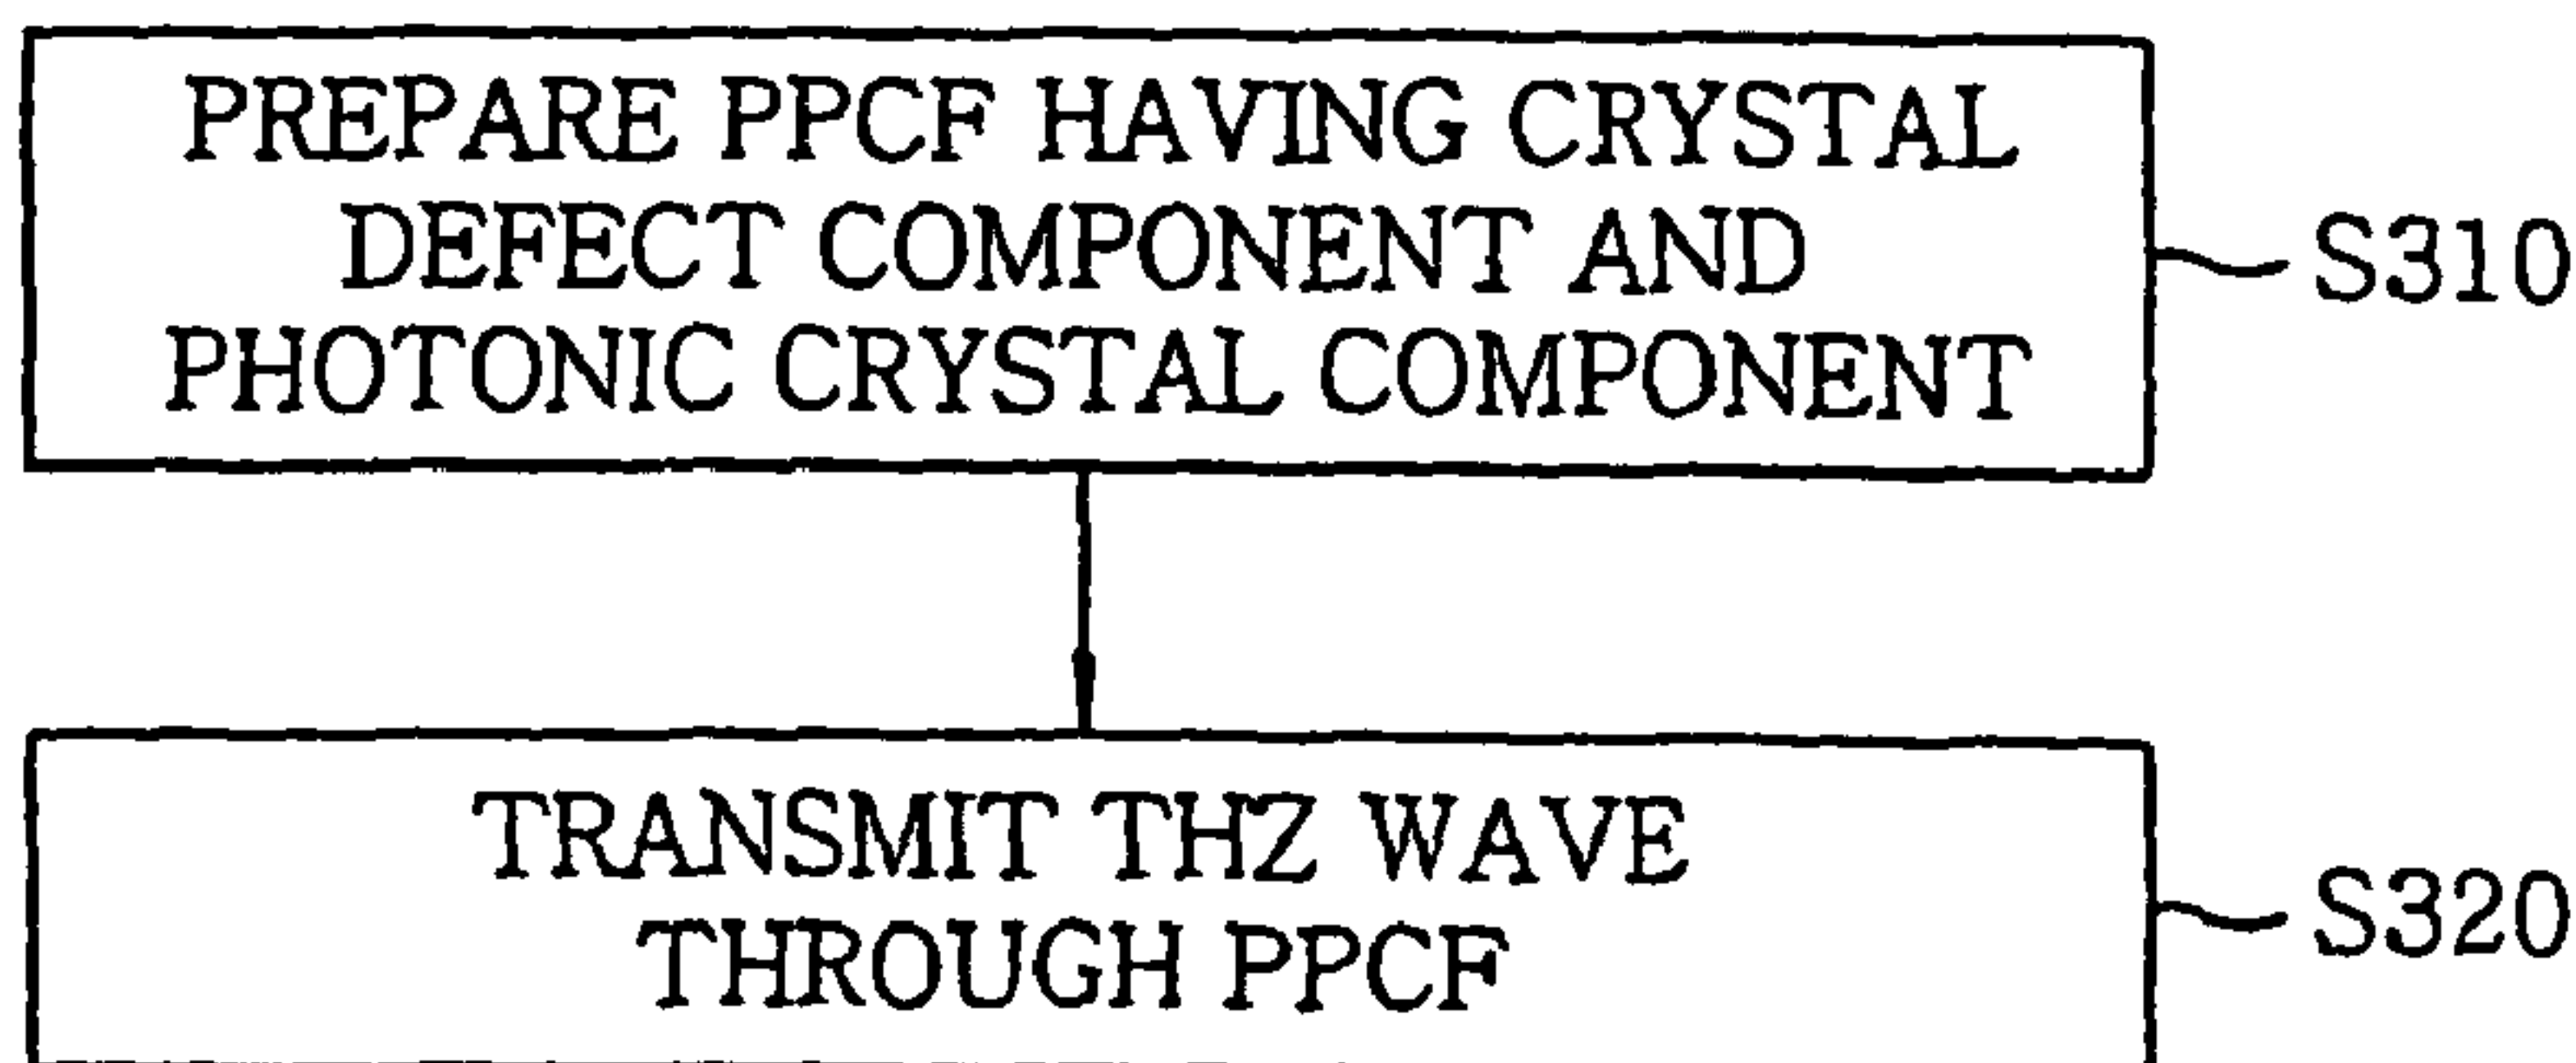 PREPARE PPCF HAVING CRYSTAL
DEFECT COMPONENT AND
PHOTONIC CRYSTAL COMPONENT
S310
TRANSMIT THZ WAVE
THROUGH PPCF
S320